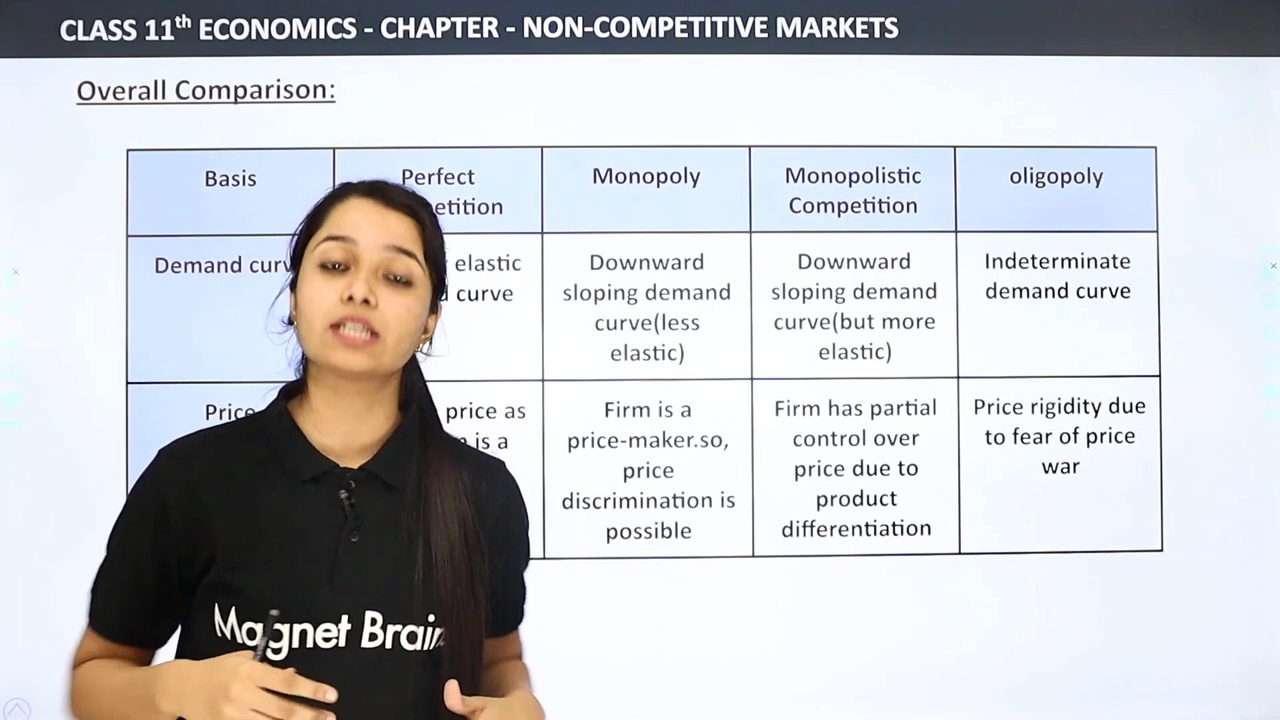 CLASS 11th ECONOMICS - CHAPTER - NON-COMPETITIVE MARKETS
Overall Comparison:
Basis
Perfect
Monopoly
Monopolistic
Competition
oligopoly
Demand
elastic
curve
Downward
sloping demand
curve(less
elastic)
Downward
sloping demand
curve(but more
elastic)
Indeterminate
demand curve
Price
price as
is a
Firm is a
price-maker.so,
price
discrimination is
possible
Firm has partial
control over
price due to
product
differentiation
Price rigidity due
to fear of price
war
Magnet